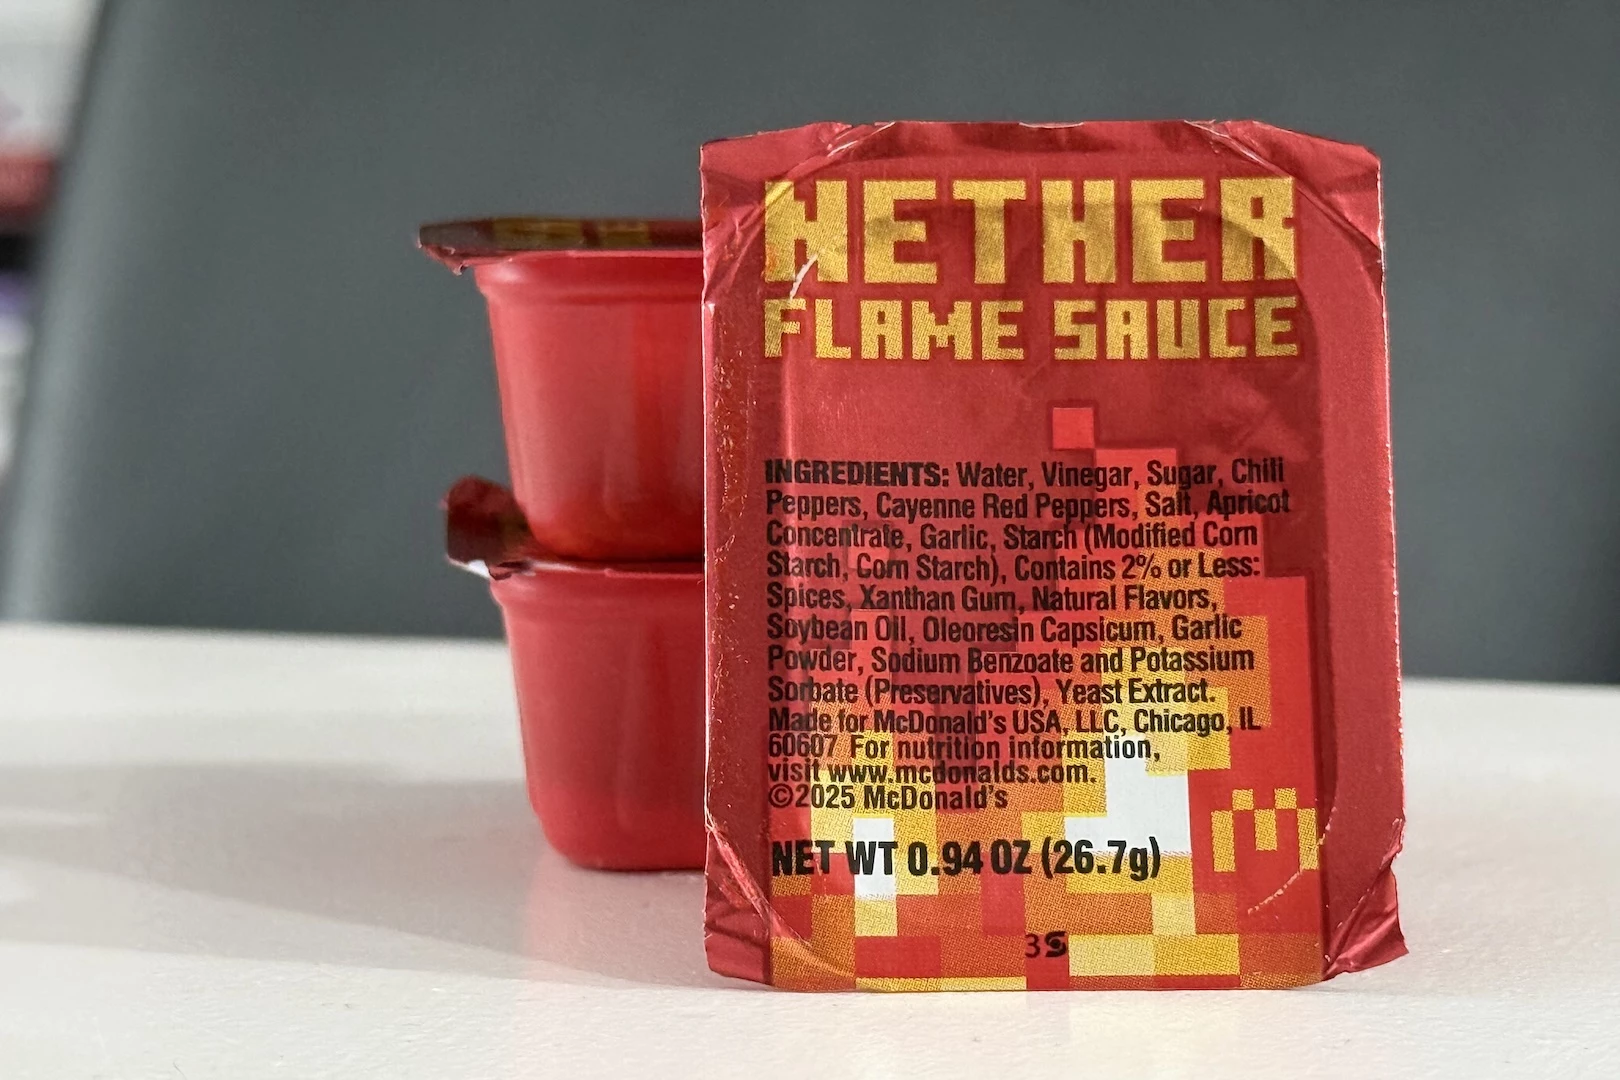 NETHER
FLAME SAUCE
INGREDIENTS: Water, Vinegar, Sugar, Chili
Peppers, Cayenne Red Peppers, Salt, Apricot
Concentrate, Garlic, Starch (Modified Corn
Starch, Corn Starch), Contains 2% or Less:
Spices, Xanthan Gum, Natural Flavors,
Soybean Oil, Oleoresin Capsicum, Garlic
Powder, Sodium Benzoate and Potassium
Sorbate (Preservatives), Yeast Extract.
Made for McDonald's USA, LLC, Chicago, IL
60607 For nutrition information,
visit www.mcdonalds.com.
©2025 McDonald's
NET WT 0.94 OZ (26.7g)
3S